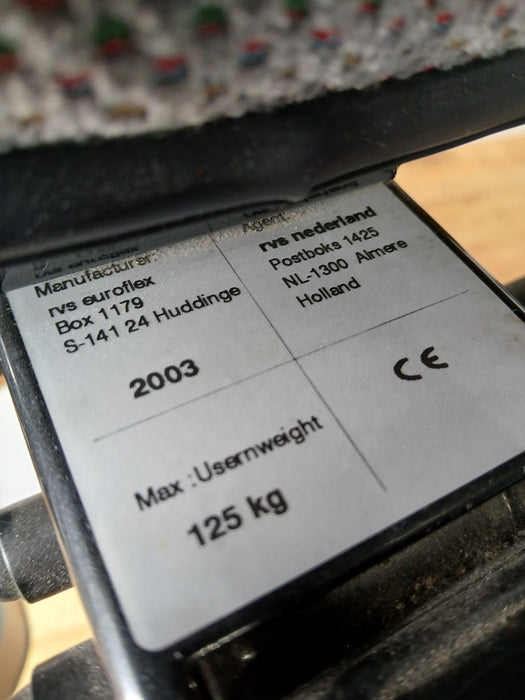 Manufacturer:
rvs euroflex
Box 1179
S-141 24 Huddinge
2003
Agent:
rvs nederland
Postboks 1425
NL-1300 Almere
Holland
CE
Max :Usernweight
125 kg